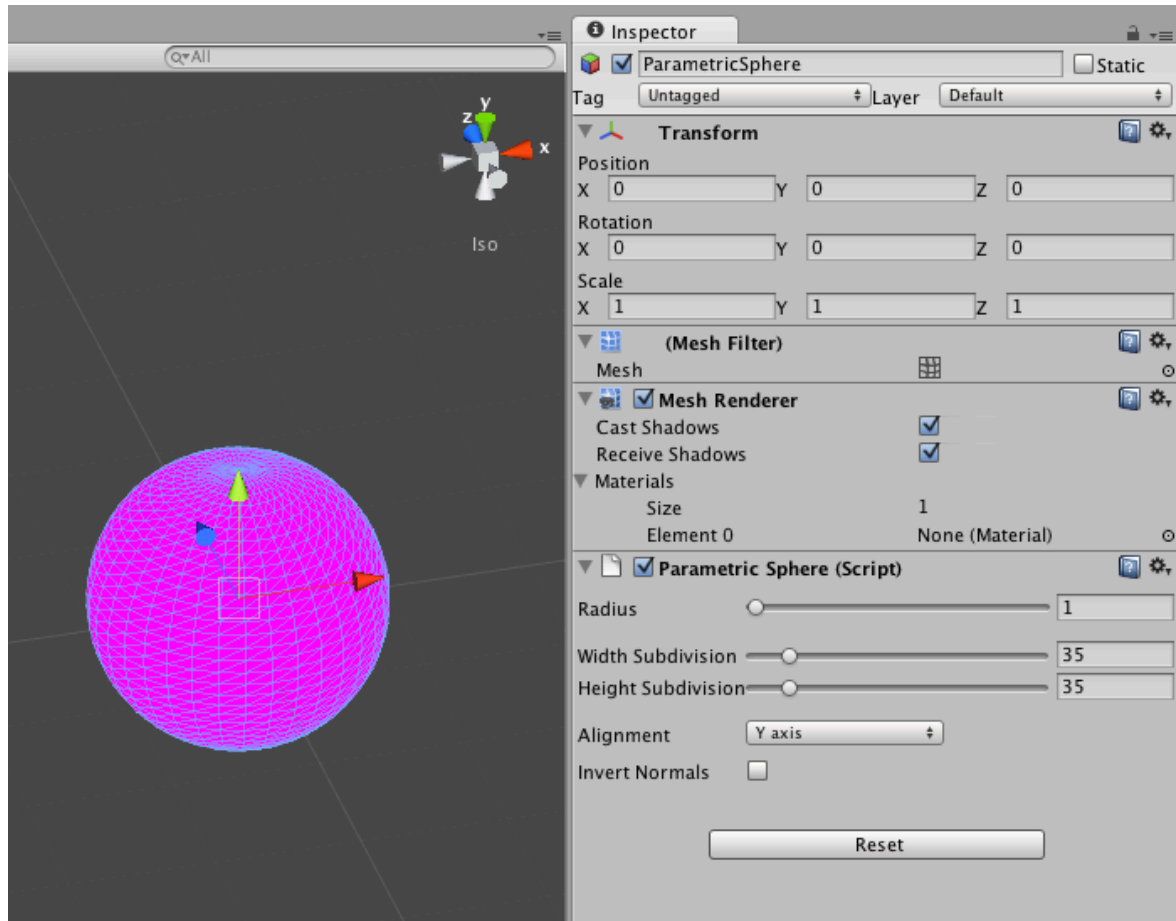 Inspector
All
ParametricSphere Static
Tag Untagged Layer Default
y
z
x
Iso
Transform
Position
X 0 Y 0 Z 0
Rotation
X 0 Y 0 Z 0
Scale
X 1 Y 1 Z 1
(Mesh Filter)
Mesh
Mesh Renderer
Cast Shadows
Receive Shadows
Materials
Size 1
Element 0 None (Material)
Parametric Sphere (Script)
Radius 1
Width Subdivision 35
Height Subdivision 35
Alignment Y axis
Invert Normals
Reset